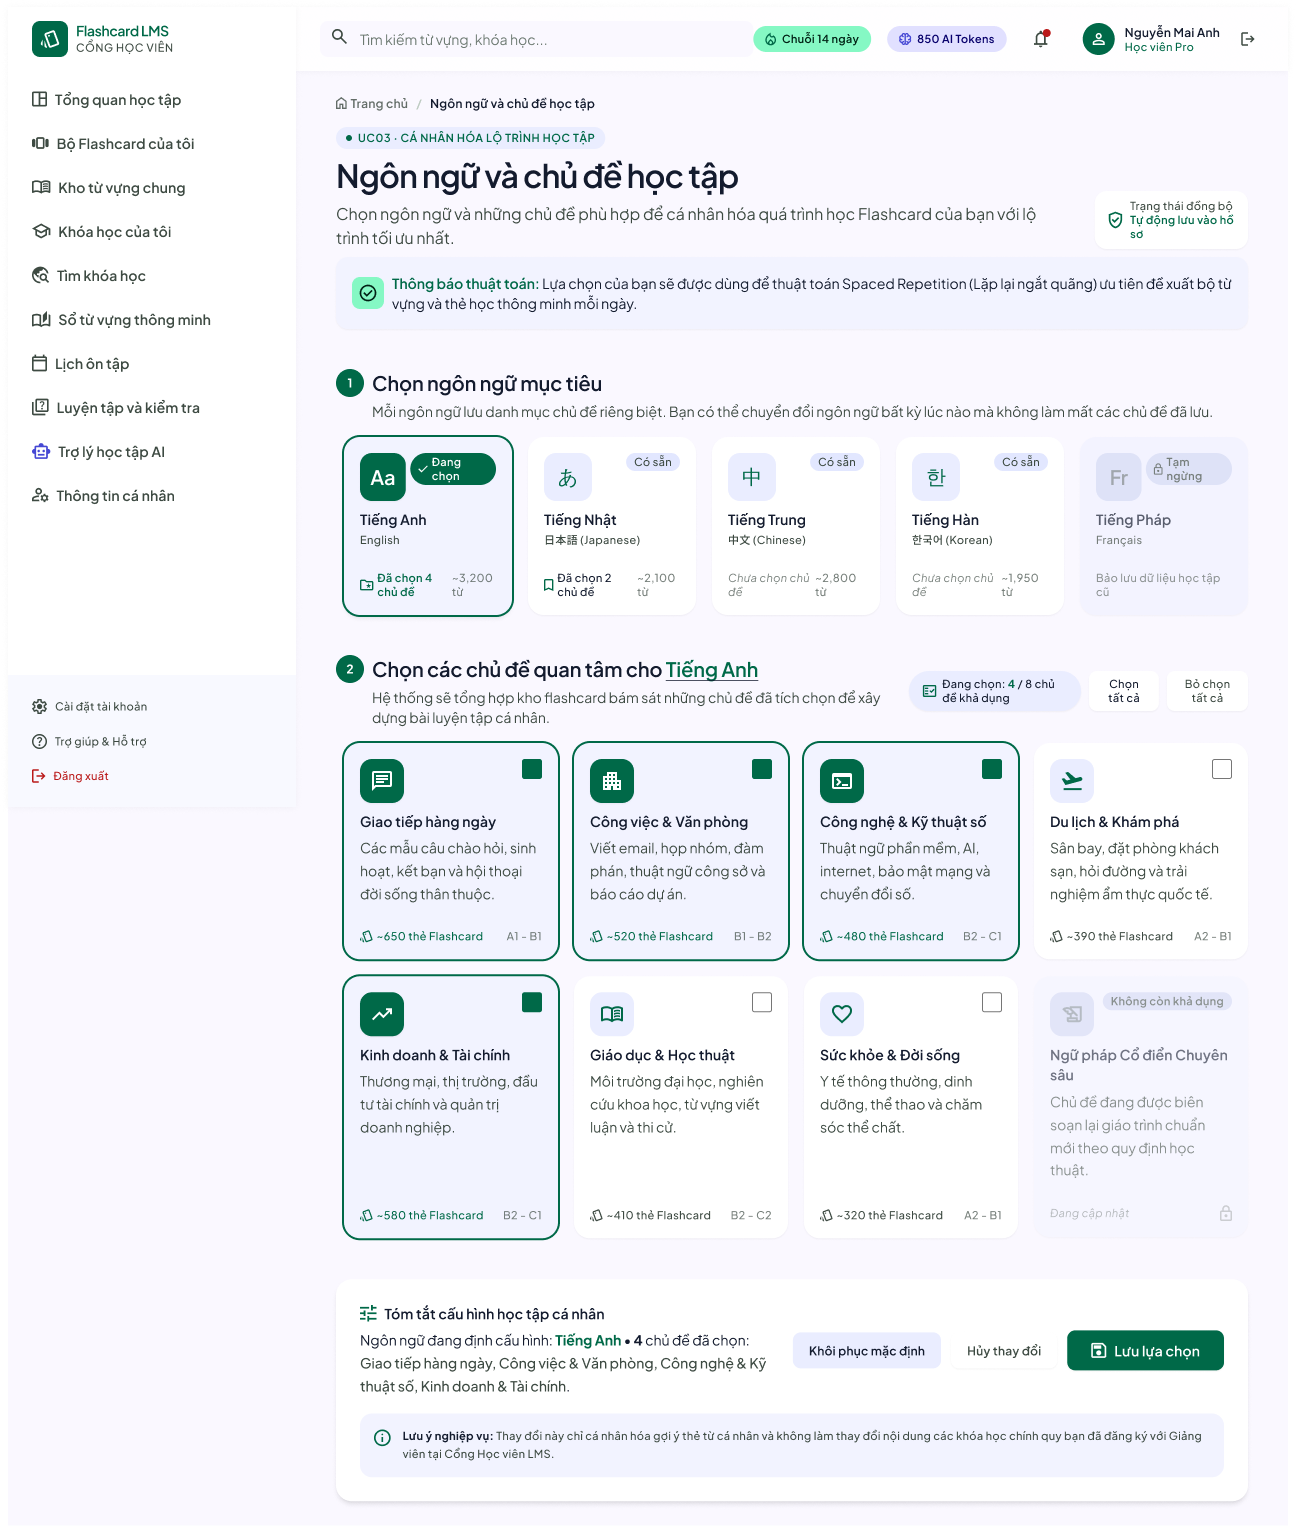 Flashcard LMS
CỔNG HỌC VIÊN
Tổng quan học tập
Bộ Flashcard của tôi
Kho từ vựng chung
Khóa học của tôi
Tìm khóa học
Sổ từ vựng thông minh
Lịch ôn tập
Luyện tập và kiểm tra
Trợ lý học tập AI
Thông tin cá nhân
Cài đặt tài khoản
Trợ giúp & Hỗ trợ
Đăng xuất
Tìm kiếm từ vựng, khóa học...
Chuỗi 14 ngày
850 AI Tokens
Nguyễn Mai Anh
Học viên Pro
Trang chủ / Ngôn ngữ và chủ đề học tập
UC03 · CÁ NHÂN HÓA LỘ TRÌNH HỌC TẬP
Ngôn ngữ và chủ đề học tập
Chọn ngôn ngữ và những chủ đề phù hợp để cá nhân hóa quá trình học Flashcard của bạn với lộ
trình tối ưu nhất.
Trạng thái đồng bộ
Tự động lưu vào hồ
sơ
Thông báo thuật toán: Lựa chọn của bạn sẽ được dùng để thuật toán Spaced Repetition (Lặp lại ngắt quãng) ưu tiên đề xuất bộ từ
vựng và thẻ học thông minh mỗi ngày.
1 Chọn ngôn ngữ mục tiêu
Mỗi ngôn ngữ lưu danh mục chủ đề riêng biệt. Bạn có thể chuyển đổi ngôn ngữ bất kỳ lúc nào mà không làm mất các chủ đề đã lưu.
Aa
Đang
chọn
Tiếng Anh
English
Đã chọn 4
chủ đề
~3,200
từ
あ
Có sẵn
Tiếng Nhật
日本語 (Japanese)
Đã chọn 2
chủ đề
~2,100
từ
中
Có sẵn
Tiếng Trung
中文 (Chinese)
Chưa chọn chủ
đề
~2,800
từ
한
Có sẵn
Tiếng Hàn
한국어 (Korean)
Chưa chọn chủ
đề
~1,950
từ
Fr
Tạm
ngừng
Tiếng Pháp
Français
Bảo lưu dữ liệu học tập
cũ
2 Chọn các chủ đề quan tâm cho Tiếng Anh
Hệ thống sẽ tổng hợp kho flashcard bám sát những chủ đề đã tích chọn để xây
dựng bài luyện tập cá nhân.
Đang chọn: 4 / 8 chủ
đề khả dụng
Chọn
tất cả
Bỏ chọn
tất cả
Giao tiếp hàng ngày
Các mẫu câu chào hỏi, sinh
hoạt, kết bạn và hội thoại
đời sống thân thuộc.
~650 thẻ Flashcard A1 - B1
Công việc & Văn phòng
Viết email, họp nhóm, đàm
phán, thuật ngữ công sở và
báo cáo dự án.
~520 thẻ Flashcard B1 - B2
Công nghệ & Kỹ thuật số
Thuật ngữ phần mềm, AI,
internet, bảo mật mạng và
chuyển đổi số.
~480 thẻ Flashcard B2 - C1
Du lịch & Khám phá
Sân bay, đặt phòng khách
sạn, hỏi đường và trải
nghiệm ẩm thực quốc tế.
~390 thẻ Flashcard A2 - B1
Kinh doanh & Tài chính
Thương mại, thị trường, đầu
tư tài chính và quản trị
doanh nghiệp.
~580 thẻ Flashcard B2 - C1
Giáo dục & Học thuật
Môi trường đại học, nghiên
cứu khoa học, từ vựng viết
luận và thi cử.
~410 thẻ Flashcard B2 - C2
Sức khỏe & Đời sống
Y tế thông thường, dinh
dưỡng, thể thao và chăm
sóc thể chất.
~320 thẻ Flashcard A2 - B1
Không còn khả dụng
Ngữ pháp Cổ điển Chuyên
sâu
Chủ đề đang được biên
soạn lại giáo trình chuẩn
mới theo quy định học
thuật.
Đang cập nhật
Tóm tắt cấu hình học tập cá nhân
Ngôn ngữ đang định cấu hình: Tiếng Anh • 4 chủ đề đã chọn:
Giao tiếp hàng ngày, Công việc & Văn phòng, Công nghệ & Kỹ
thuật số, Kinh doanh & Tài chính.
Khôi phục mặc định
Hủy thay đổi
Lưu lựa chọn
Lưu ý nghiệp vụ: Thay đổi này chỉ cá nhân hóa gợi ý thẻ từ cá nhân và không làm thay đổi nội dung các khóa học chính quy bạn đã đăng ký với Giảng
viên tại Cổng Học viên LMS.